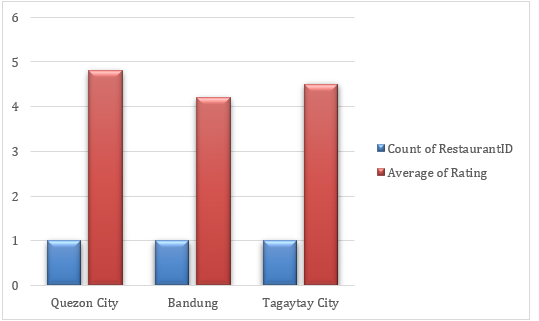 6
5
4
3
2
1
0
Quezon City
Bandung
Tagaytay City
Count of RestaurantID
Average of Rating